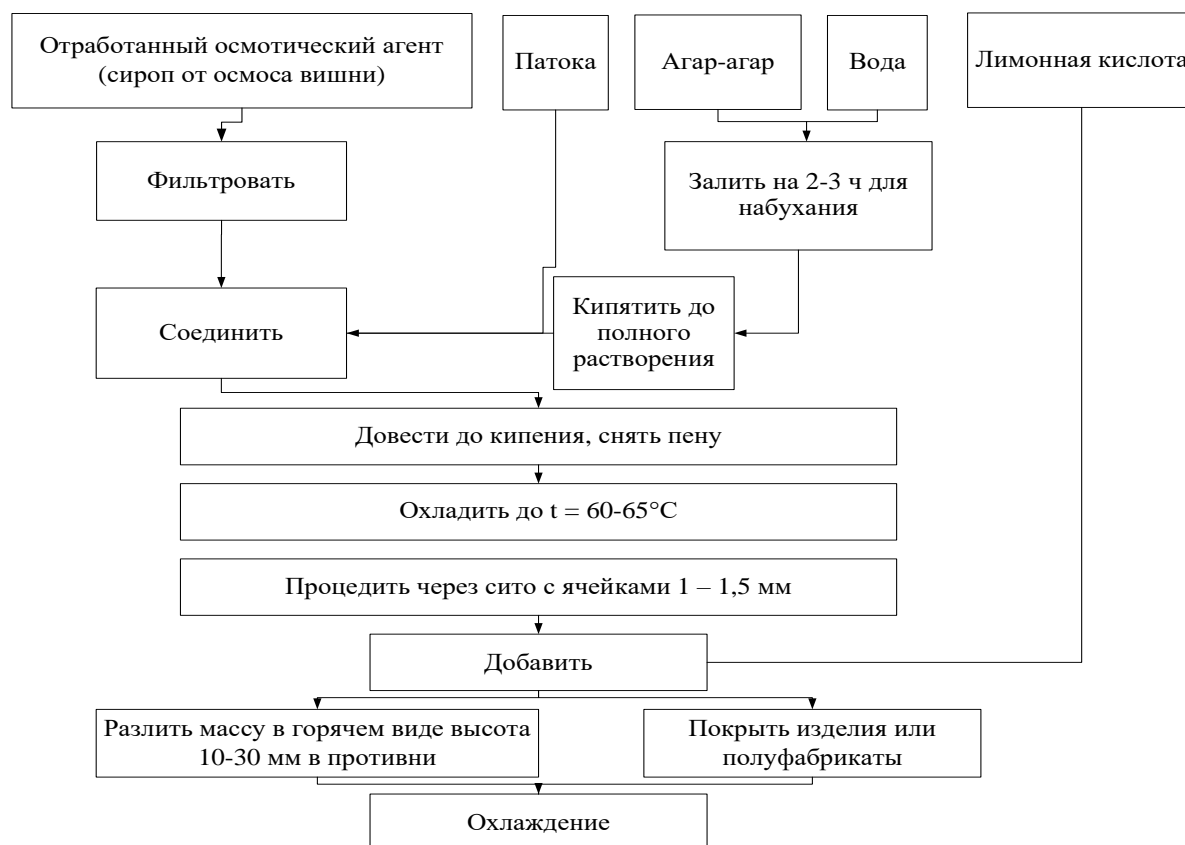 Отработанный осмотический агент
(сироп от осмоса вишни)
Патока
Агар-агар
Вода
Лимонная кислота
Фильтровать
Залить на 2-3 ч для
набухания
Соединить
Кипятить до
полного
растворения
Довести до кипения, снять пену
Охладить до t = 60-65°C
Процедить через сито с ячейками 1 – 1,5 мм
Добавить
Разлить массу в горячем виде высота
10-30 мм в противни
Покрыть изделия или
полуфабрикаты
Охлаждение